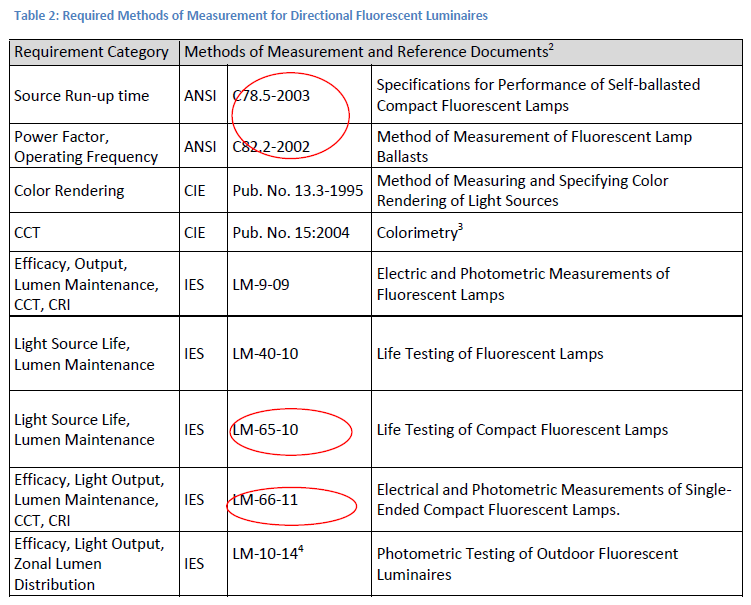 Table 2: Required Methods of Measurement for Directional Fluorescent Luminaires
Requirement Category Methods of Measurement and Reference Documents2
Source Run-up time ANSI C78.5-2003 Specifications for Performance of Self-ballasted
Compact Fluorescent Lamps
Power Factor,
Operating Frequency ANSI C82.2-2002 Method of Measurement of Fluorescent Lamp
Ballasts
Color Rendering CIE Pub. No. 13.3-1995 Method of Measuring and Specifying Color
Rendering of Light Sources
CCT CIE Pub. No. 15:2004 Colorimetry3
Efficacy, Output,
Lumen Maintenance,
CCT, CRI IES LM-9-09 Electric and Photometric Measurements of
Fluorescent Lamps
Light Source Life,
Lumen Maintenance IES LM-40-10 Life Testing of Fluorescent Lamps
Light Source Life,
Lumen Maintenance IES LM-65-10 Life Testing of Compact Fluorescent Lamps
Efficacy, Light Output,
Lumen Maintenance,
CCT, CRI IES LM-66-11 Electrical and Photometric Measurements of Single-
Ended Compact Fluorescent Lamps.
Efficacy, Light Output,
Zonal Lumen
Distribution IES LM-10-144 Photometric Testing of Outdoor Fluorescent
Luminaires